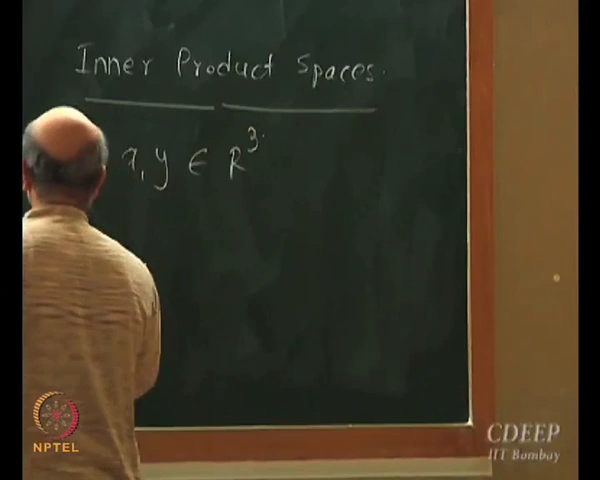 Inner Product Spaces.
x, y ∈ R³
NPTEL
CDEEP
IIT Bombay